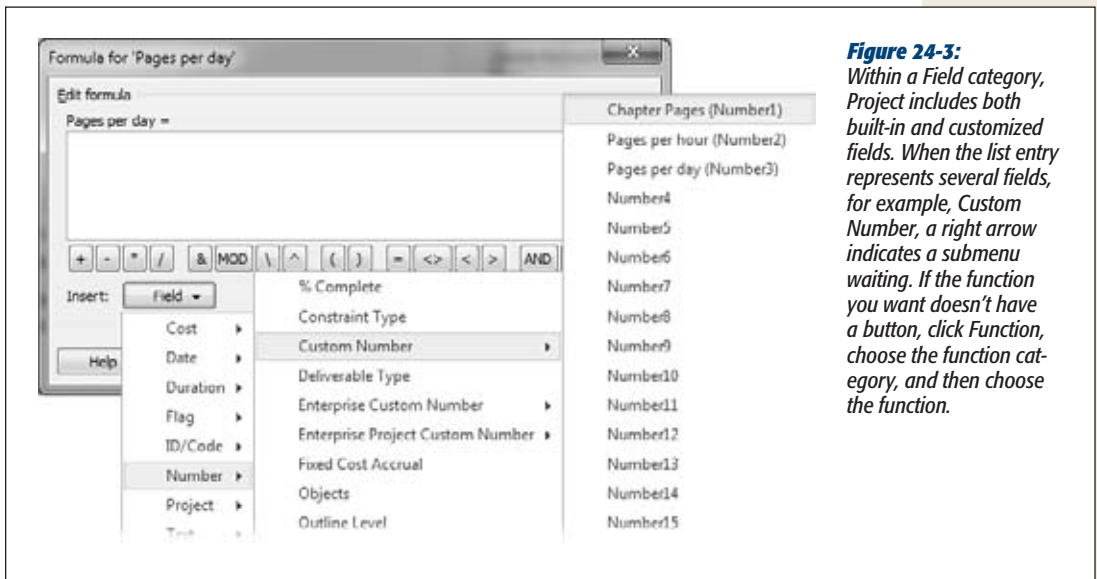 Formula for 'Pages per day'
Edit formula
Pages per day =
+ - * / & MOD \ ^ ( ) = <> < > AND
Insert: Field
Help
Cost
Date
Duration
Flag
ID/Code
Number
Project
Text
% Complete
Constraint Type
Custom Number
Deliverable Type
Enterprise Custom Number
Enterprise Project Custom Number
Fixed Cost Accrual
Objects
Outline Level
Chapter Pages (Number1)
Pages per hour (Number2)
Pages per day (Number3)
Number4
Number5
Number6
Number7
Number8
Number9
Number10
Number11
Number12
Number13
Number14
Number15
Figure 24-3:
Within a Field category,
Project includes both
built-in and customized
fields. When the list entry
represents several fields,
for example, Custom
Number, a right arrow
indicates a submenu
waiting. If the function
you want doesn't have
a button, click Function,
choose the function cat-
egory, and then choose
the function.